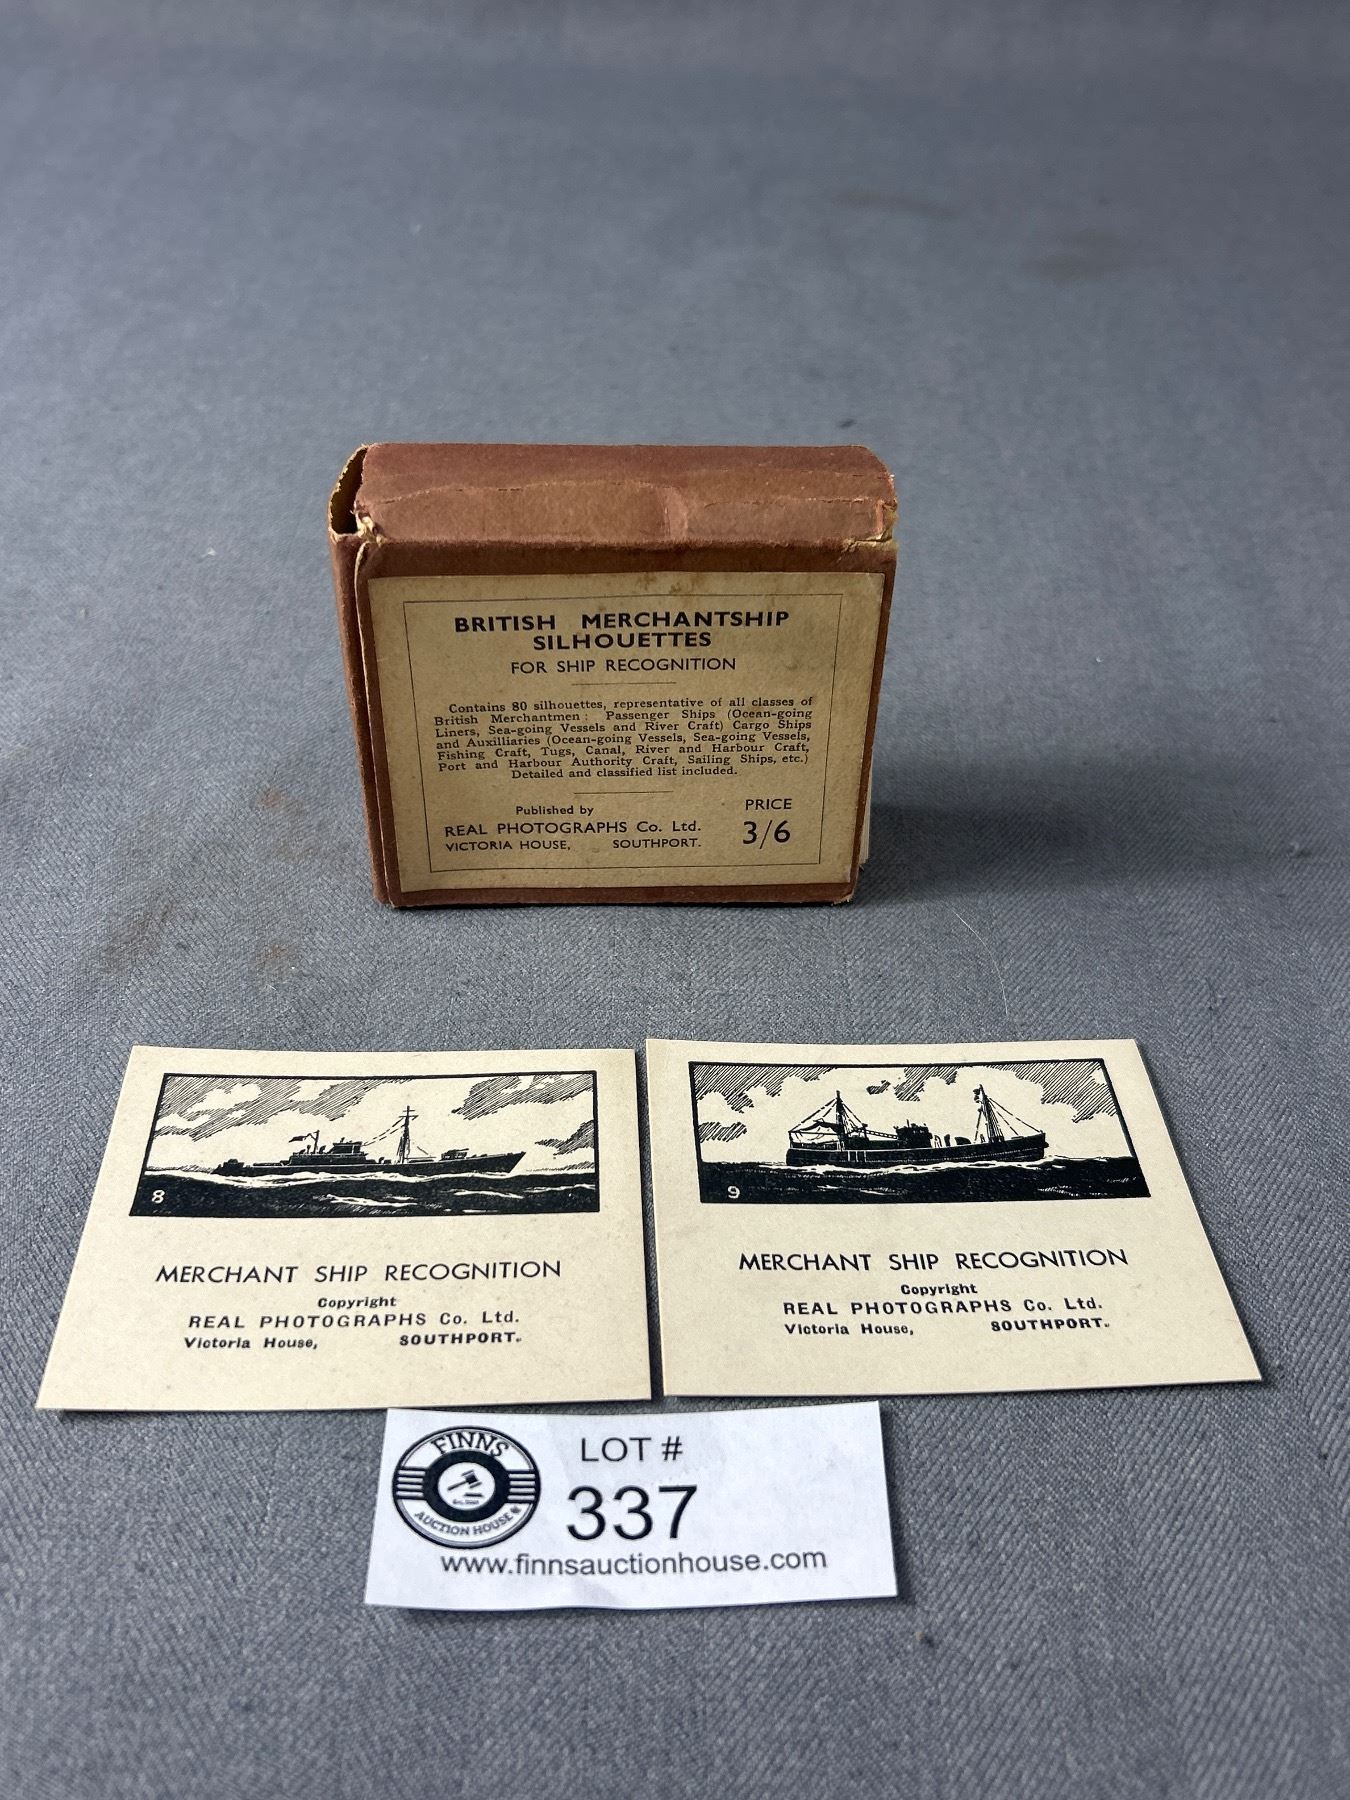 BRITISH MERCHANTSHIP
SILHOUETTES
FOR SHIP RECOGNITION
Contains 80 silhouettes, representative of all classes of
British Merchantmen : Passenger Ships (Ocean-going
Liners, Sea-going Vessels and River Craft) Cargo Ships
and Auxilliaries (Ocean-going Vessels, Sea-going Vessels,
Fishing Craft, Tugs, Canal, River and Harbour Craft,
Port and Harbour Authority Craft, Sailing Ships, etc.)
Detailed and classified list included.
Published by
REAL PHOTOGRAPHS Co. Ltd.
VICTORIA HOUSE, SOUTHPORT.
PRICE
3/6
8
MERCHANT SHIP RECOGNITION
Copyright
REAL PHOTOGRAPHS Co. Ltd.
Victoria House, SOUTHPORT.
9
MERCHANT SHIP RECOGNITION
Copyright
REAL PHOTOGRAPHS Co. Ltd.
Victoria House, SOUTHPORT.
FINNS
AUCTION HOUSE
LOT #
337
www.finnsauctionhouse.com